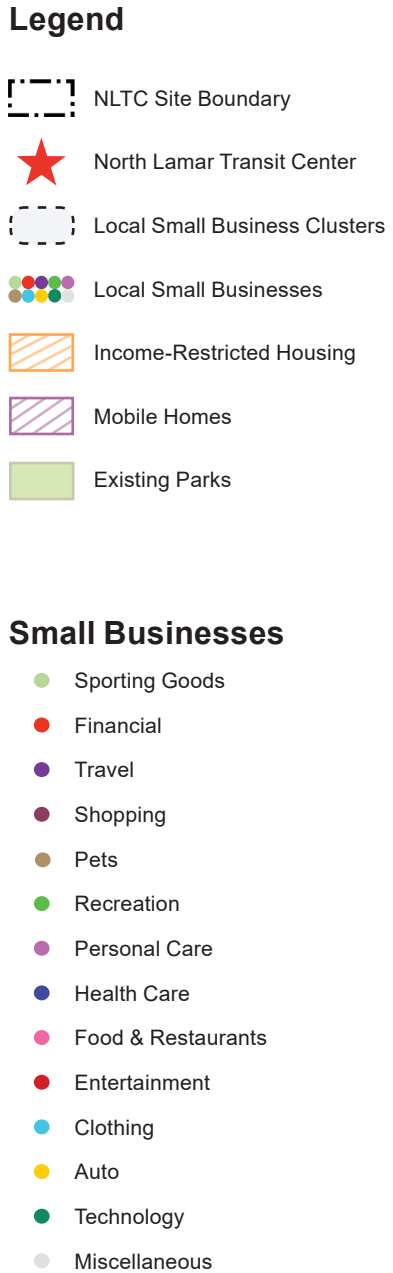 Legend
NLTC Site Boundary
North Lamar Transit Center
Local Small Business Clusters
Local Small Businesses
Income-Restricted Housing
Mobile Homes
Existing Parks
Small Businesses
Sporting Goods
Financial
Travel
Shopping
Pets
Recreation
Personal Care
Health Care
Food & Restaurants
Entertainment
Clothing
Auto
Technology
Miscellaneous